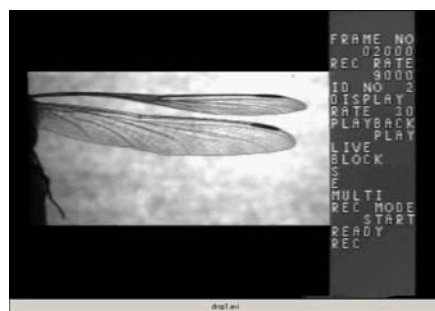 FRAME NO
02000
REC RATE
9000
ID NO 2
DISPLAY
RATE 30
PLAYBACK
PLAY
LIVE
BLOCK
S
E
MULTI
REC MODE
START
READY
REC
drop1.avi